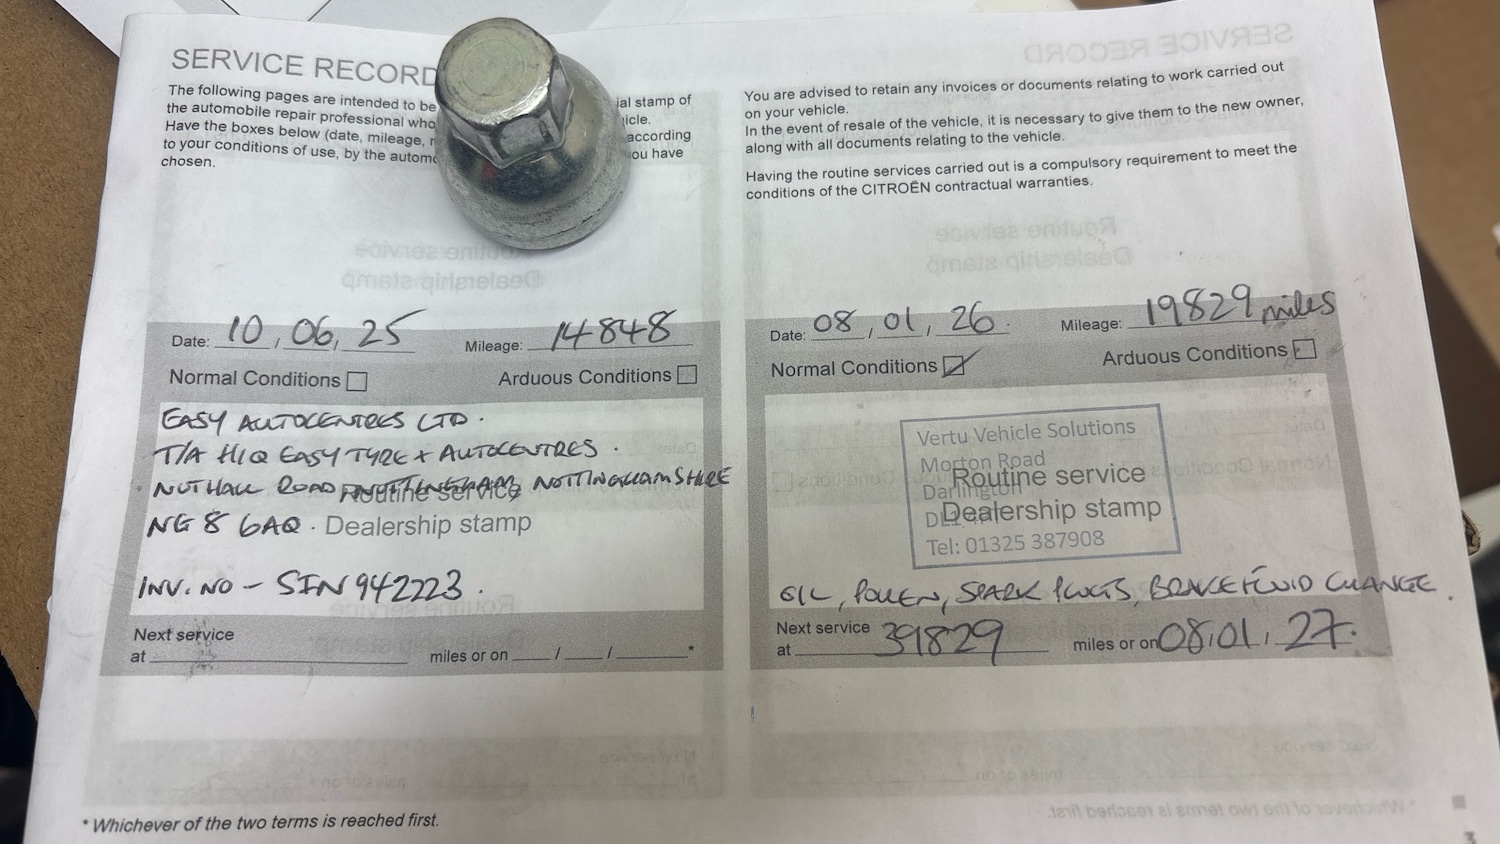 SERVICE RECORD
The following pages are intended to be ial stamp of
the automobile repair professional who icle.
Have the boxes below (date, mileage, according
to your conditions of use, by the autom ou have
chosen.
Date: 10, 06, 25 Mileage: 14848
Normal Conditions Arduous Conditions
EASY AUTOCENTRES LTD.
T/A HIQ EASY TYRE + AUTOCENTRES.
NUTHALL ROAD, NOTTINGHAM, NOTTINGHAMSHIRE
Routine service
NG8 6AQ. Dealership stamp
INV. NO - SIN942223.
Next service
at miles or on / / *
* Whichever of the two terms is reached first.
You are advised to retain any invoices or documents relating to work carried out
on your vehicle.
In the event of resale of the vehicle, it is necessary to give them to the new owner,
along with all documents relating to the vehicle.
Having the routine services carried out is a compulsory requirement to meet the
conditions of the CITROËN contractual warranties.
Date: 08, 01, 26. Mileage: 19829 miles
Normal Conditions Arduous Conditions
Vertu Vehicle Solutions
Morton Road
Routine service
Darlington
Dealership stamp
Tel: 01325 387908
OIL, POLLEN, SPARK PLUGS, BRAKE FLUID CHANGE.
Next service
at 39829 miles or on 08, 01, 27.